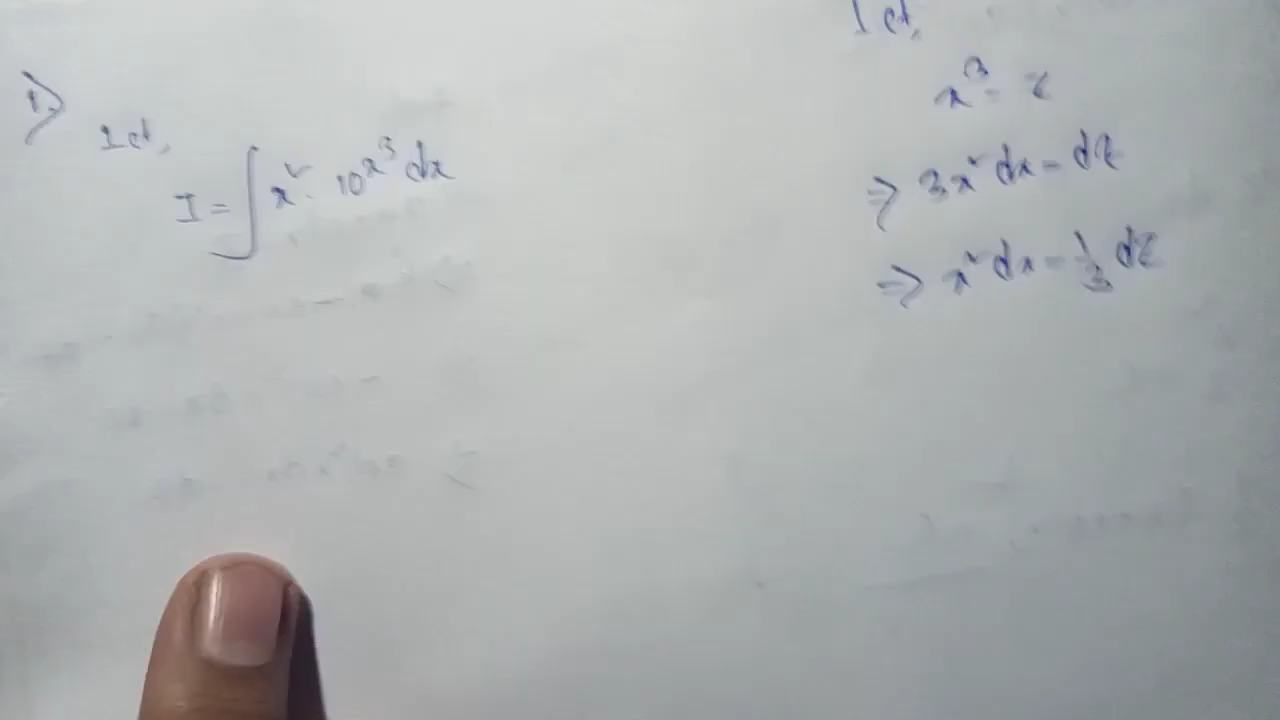 1>
Let,
I = ∫ x² · 10^x³ dx
Let,
x³ = z
⇒ 3x² dx = dz
⇒ x² dx = 1/3 dz